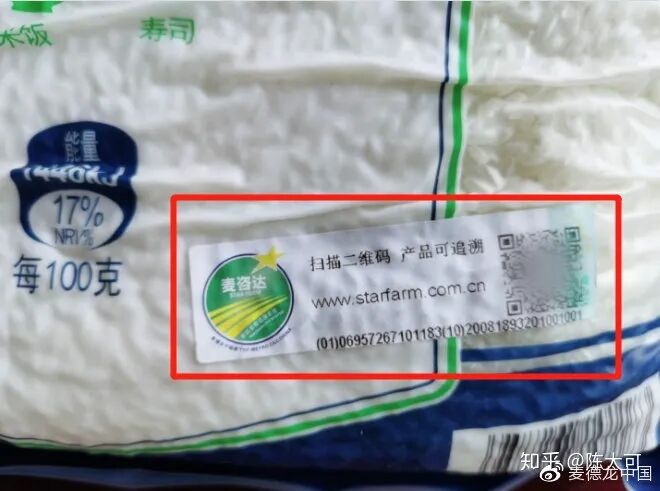 米饭
寿司
能量
1440KJ
17%
NRV%
每100克
麦咨达
STAR FARM
扫描二维码 产品可追溯
www.starfarm.com.cn
(01)06957267101183(10)20081893201001001
知乎 @陈大可
@麦德龙中国